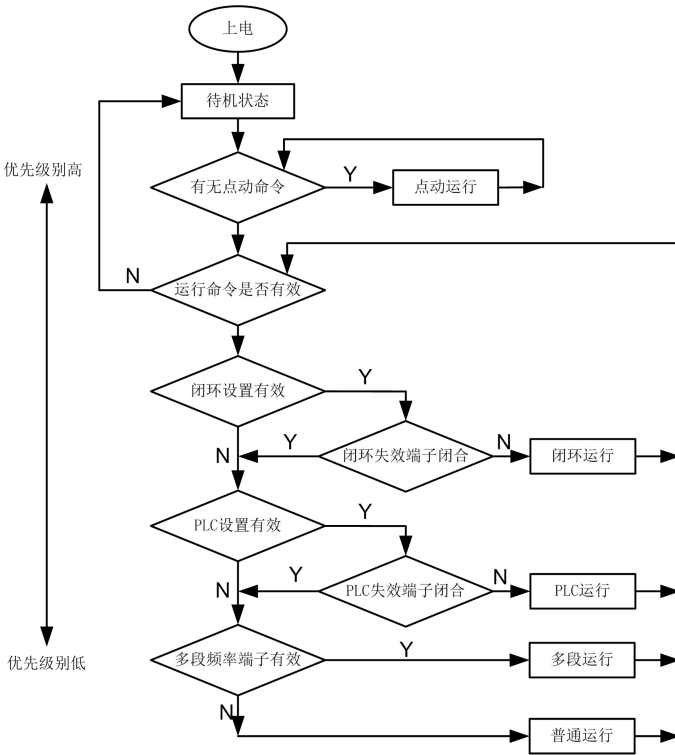 上电
待机状态
优先级别高
有无点动命令
Y
点动运行
N
运行命令是否有效
闭环设置有效
Y
N
Y
闭环失效端子闭合
N
闭环运行
PLC设置有效
Y
N
Y
PLC失效端子闭合
N
PLC运行
优先级别低
多段频率端子有效
Y
多段运行
N
普通运行